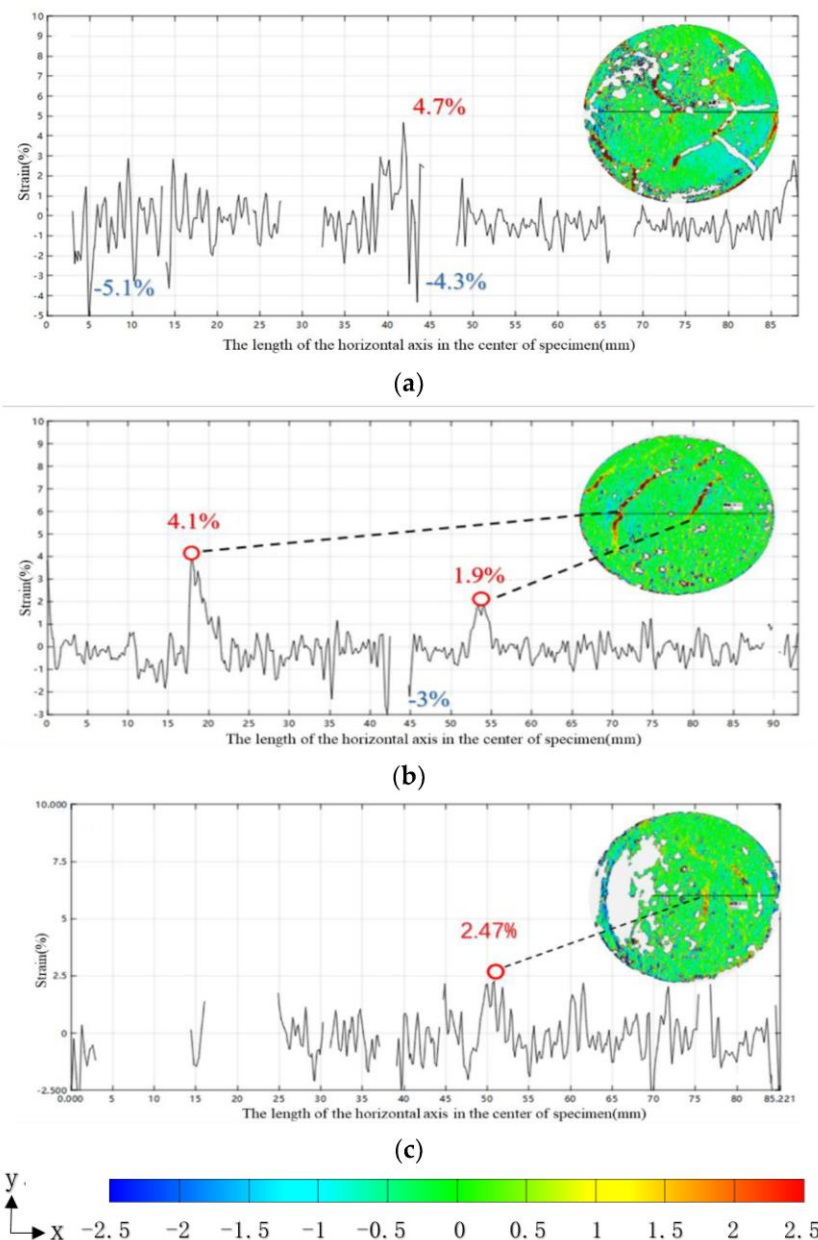 10
9
8
7
6
5
4
3
2
1
0
-1
-2
-3
-4
-5
Strain(%)
4.7%
-5.1%
-4.3%
0 5 10 15 20 25 30 35 40 45 50 55 60 65 70 75 80 85
The length of the horizontal axis in the center of specimen(mm)
(a)
10
9
8
7
6
5
4
3
2
1
0
-1
-2
-3
Strain(%)
4.1%
1.9%
-3%
0 5 10 15 20 25 30 35 40 45 50 55 60 65 70 75 80 85 90
The length of the horizontal axis in the center of specimen(mm)
(b)
10.000
7.5
5
2.5
0
-2.500
Strain(%)
2.47%
0.000 5 10 15 20 25 30 35 40 45 50 55 60 65 70 75 80 85.221
The length of the horizontal axis in the center of specimen(mm)
(c)
y
x
-2.5 -2 -1.5 -1 -0.5 0 0.5 1 1.5 2 2.5